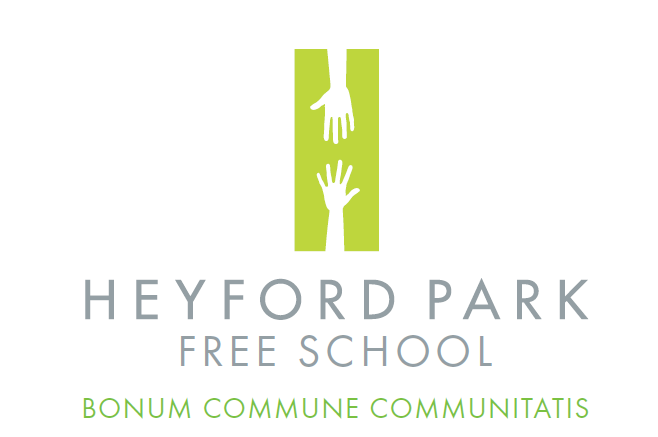 HEYFORD PARK
FREE SCHOOL
BONUM COMMUNE COMMUNITATIS